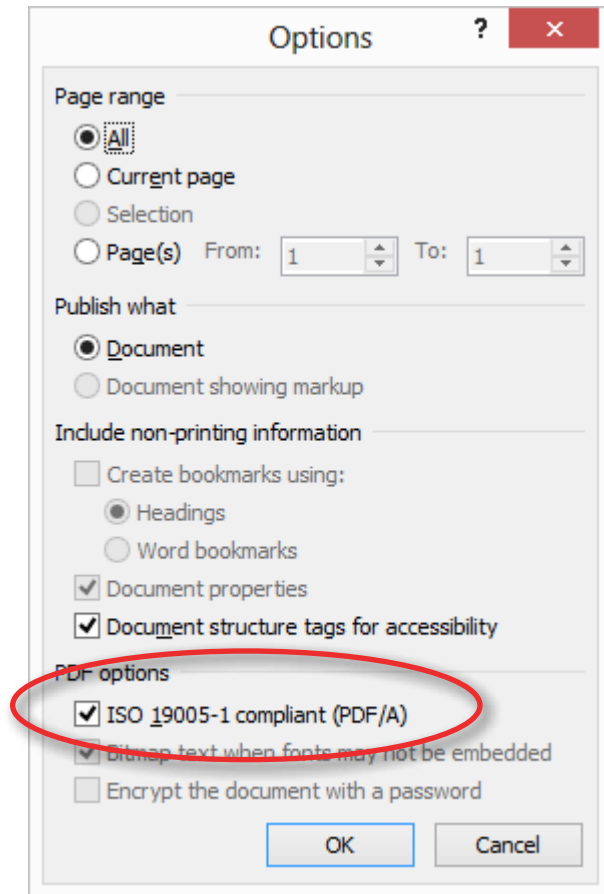 Options ? ×
Page range
All
Current page
Selection
Page(s) From: 1 To: 1
Publish what
Document
Document showing markup
Include non-printing information
Create bookmarks using:
Headings
Word bookmarks
Document properties
Document structure tags for accessibility
PDF options
ISO 19005-1 compliant (PDF/A)
Bitmap text when fonts may not be embedded
Encrypt the document with a password
OK Cancel